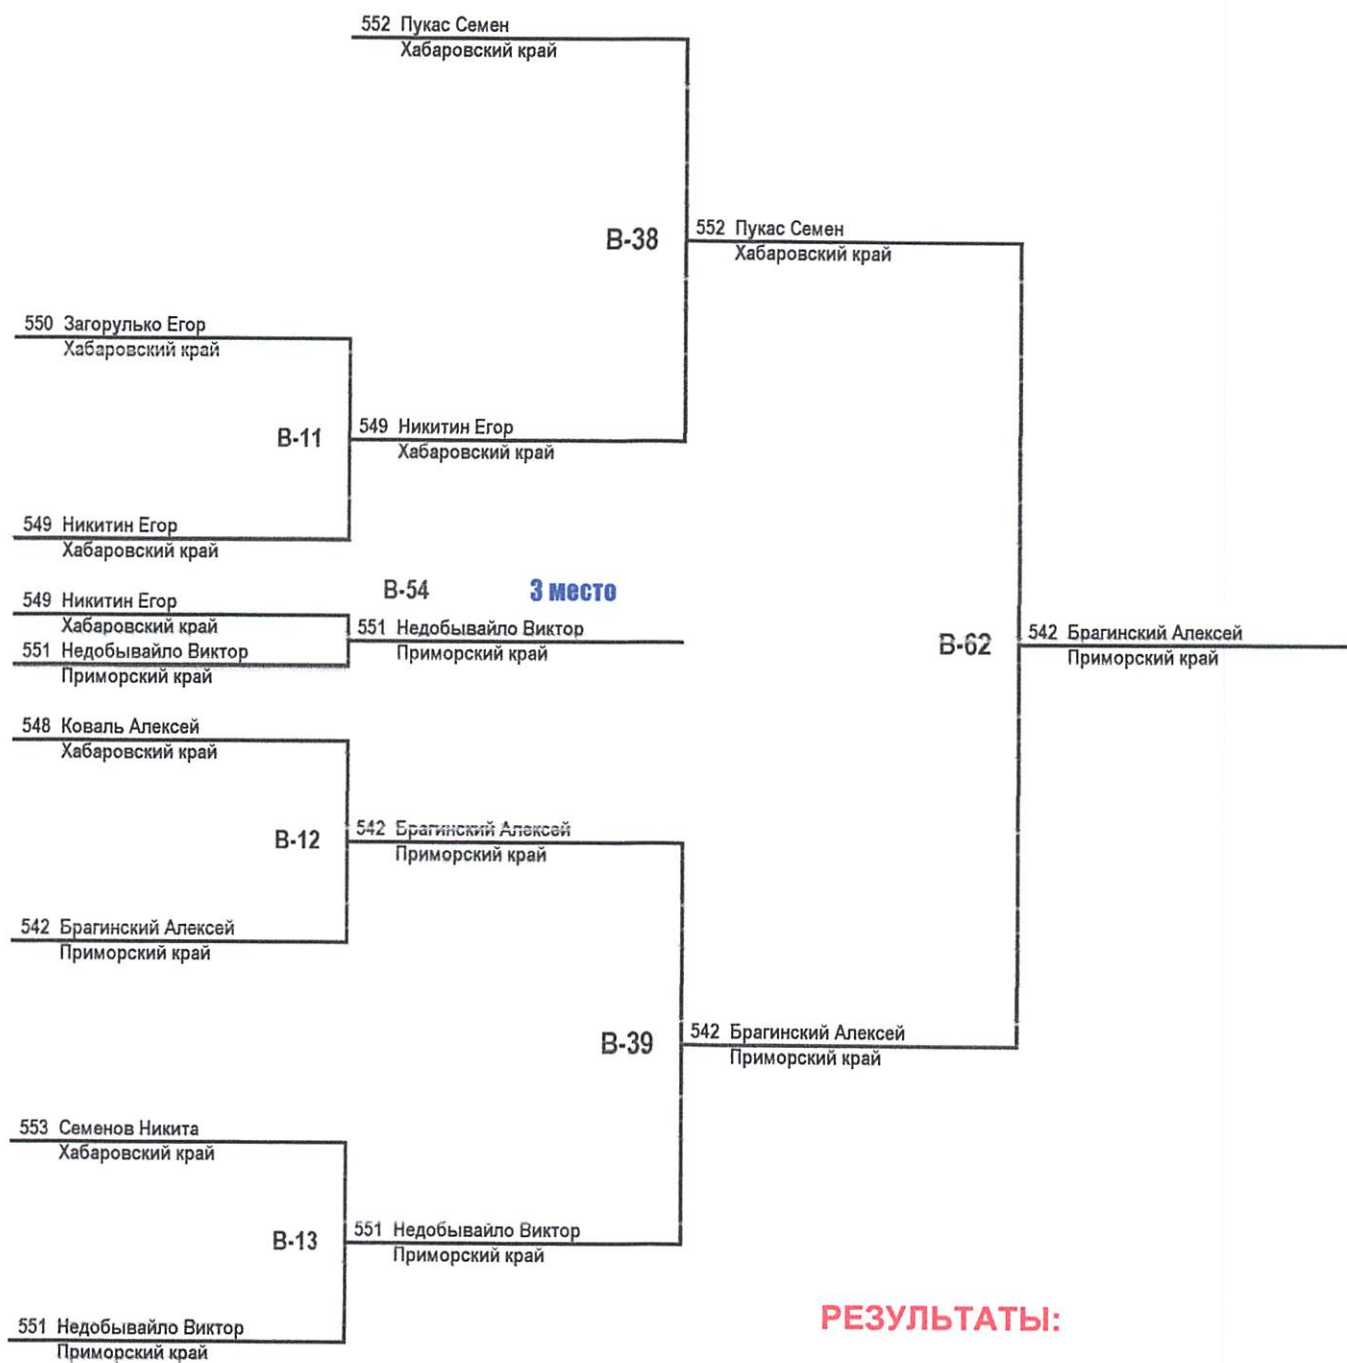 552 Пукас Семен
Хабаровский край
В-38
552 Пукас Семен
Хабаровский край
550 Загорулько Егор
Хабаровский край
В-11
549 Никитин Егор
Хабаровский край
549 Никитин Егор
Хабаровский край
В-54
3 место
549 Никитин Егор
Хабаровский край
551 Недобывайло Виктор
Приморский край
551 Недобывайло Виктор
Приморский край
В-62
542 Брагинский Алексей
Приморский край
548 Коваль Алексей
Хабаровский край
В-12
542 Брагинский Алексей
Приморский край
542 Брагинский Алексей
Приморский край
В-39
542 Брагинский Алексей
Приморский край
553 Семенов Никита
Хабаровский край
В-13
551 Недобывайло Виктор
Приморский край
551 Недобывайло Виктор
Приморский край
РЕЗУЛЬТАТЫ: